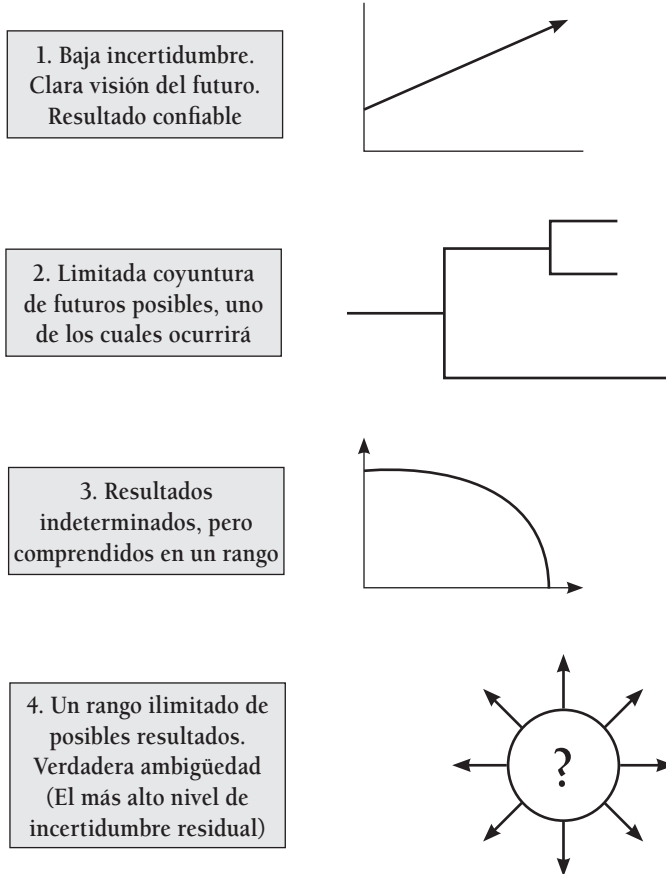 1. Baja incertidumbre.
Clara visión del futuro.
Resultado confiable
2. Limitada coyuntura
de futuros posibles, uno
de los cuales ocurrirá
3. Resultados
indeterminados, pero
comprendidos en un rango
4. Un rango ilimitado de
posibles resultados.
Verdadera ambigüedad
(El más alto nivel de
incertidumbre residual)
?